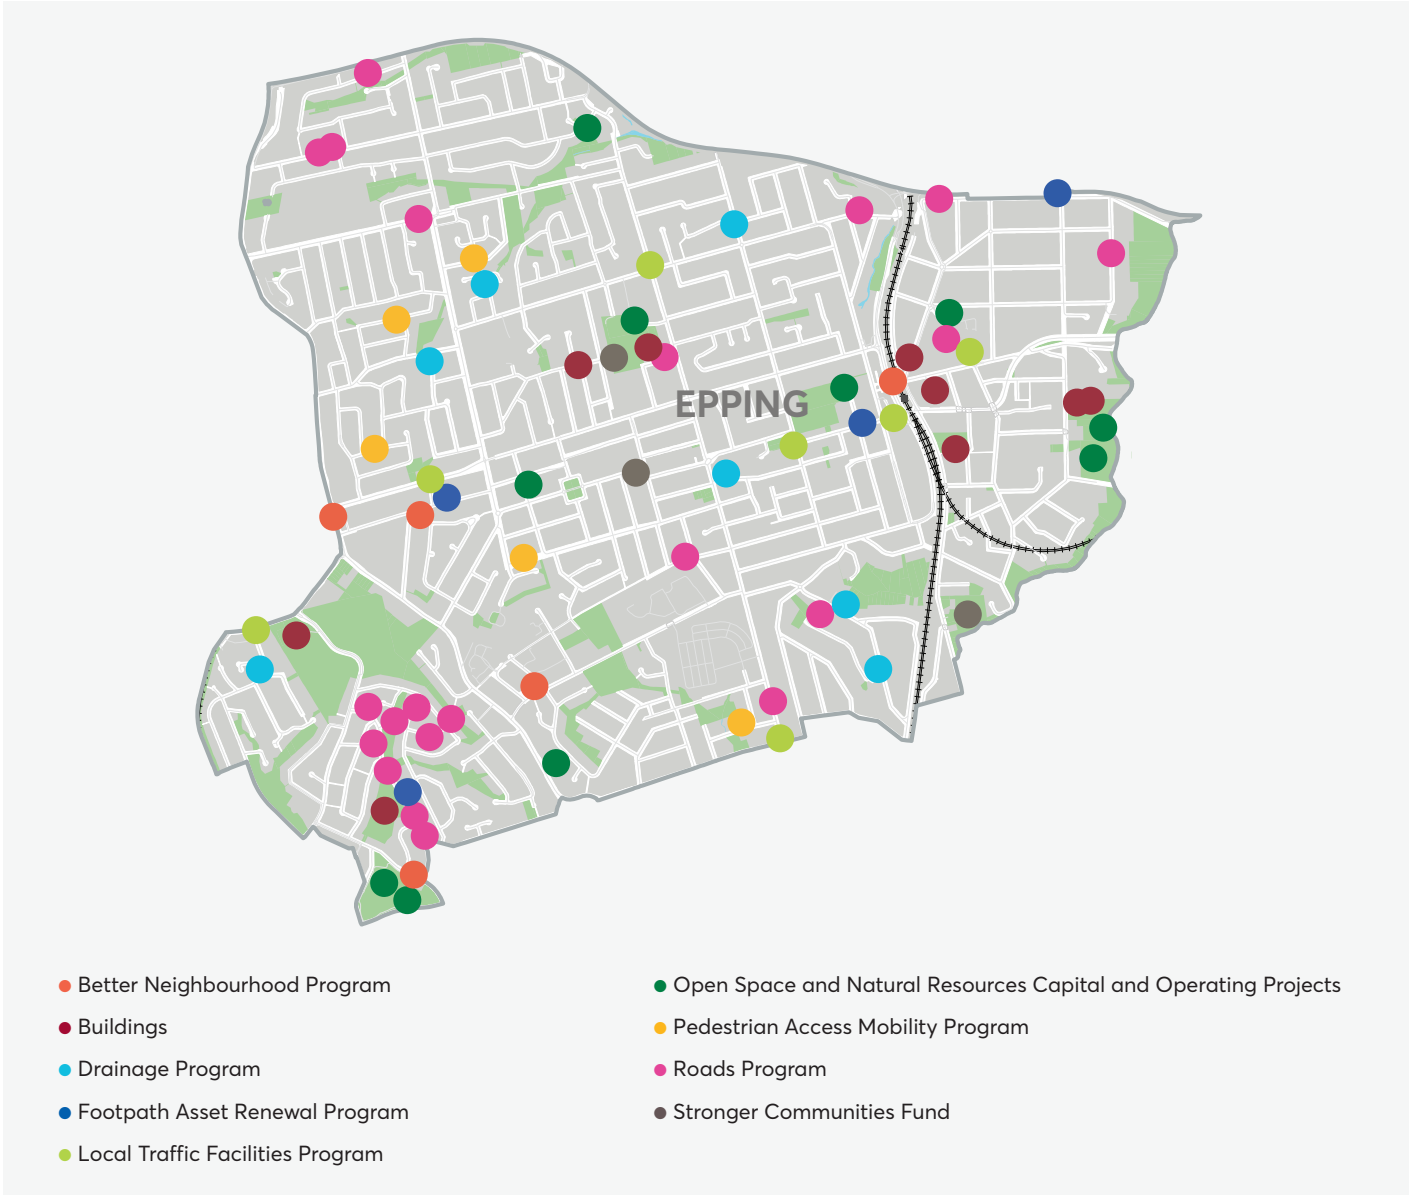 EPPING
Better Neighbourhood Program
Buildings
Drainage Program
Footpath Asset Renewal Program
Local Traffic Facilities Program
Open Space and Natural Resources Capital and Operating Projects
Pedestrian Access Mobility Program
Roads Program
Stronger Communities Fund